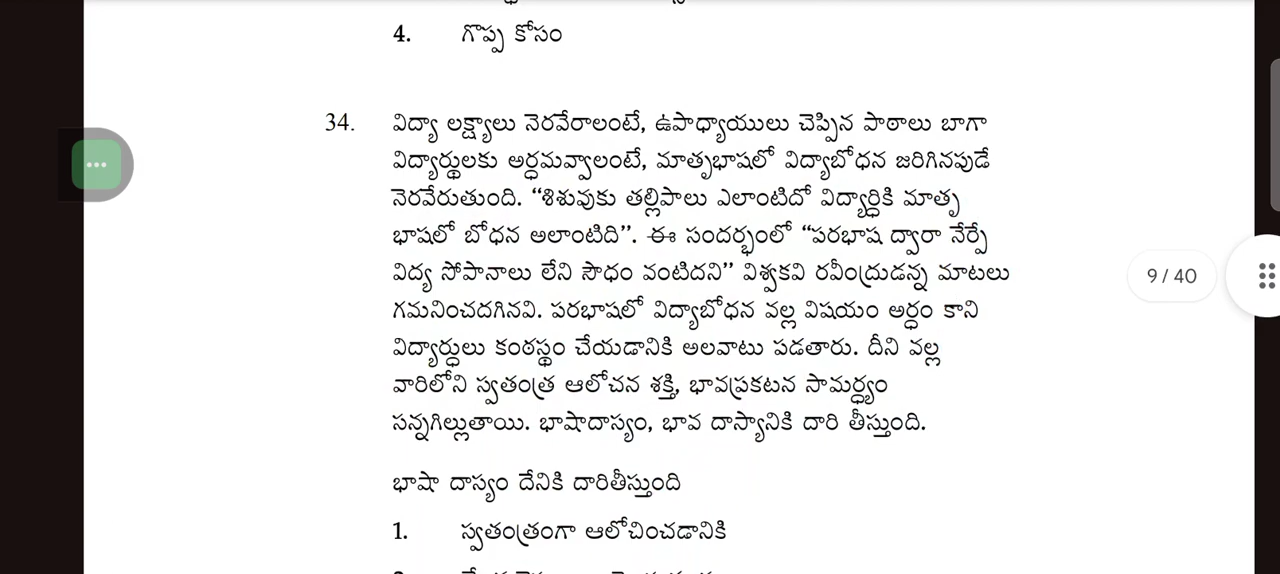 4. గొప్ప కోసం
34. విద్యా లక్ష్యాలు నెరవేరాలంటే, ఉపాధ్యాయులు చెప్పిన పాఠాలు బాగా
విద్యార్థులకు అర్థమవ్వాలంటే, మాతృభాషలో విద్యాబోధన జరిగినపుడే
నెరవేరుతుంది. “శిశువుకు తల్లిపాలు ఎలాంటిదో విద్యార్థికి మాతృ
భాషలో బోధన అలాంటిది”. ఈ సందర్భంలో “పరభాష ద్వారా నేర్పే
విద్య సోపానాలు లేని సౌధం వంటిదని” విశ్వకవి రవీంద్రుడన్న మాటలు
9 / 40
గమనించదగినవి. పరభాషలో విద్యాబోధన వల్ల విషయం అర్థం కాని
విద్యార్థులు కంఠస్థం చేయడానికి అలవాటు పడతారు. దీని వల్ల
వారిలోని స్వతంత్ర ఆలోచన శక్తి, భావప్రకటన సామర్థ్యం
సన్నగిల్లుతాయి. భాషాదాస్యం, భావ దాస్యానికి దారి తీస్తుంది.
భాషా దాస్యం దేనికి దారితీస్తుంది
1. స్వతంత్రంగా ఆలోచించడానికి